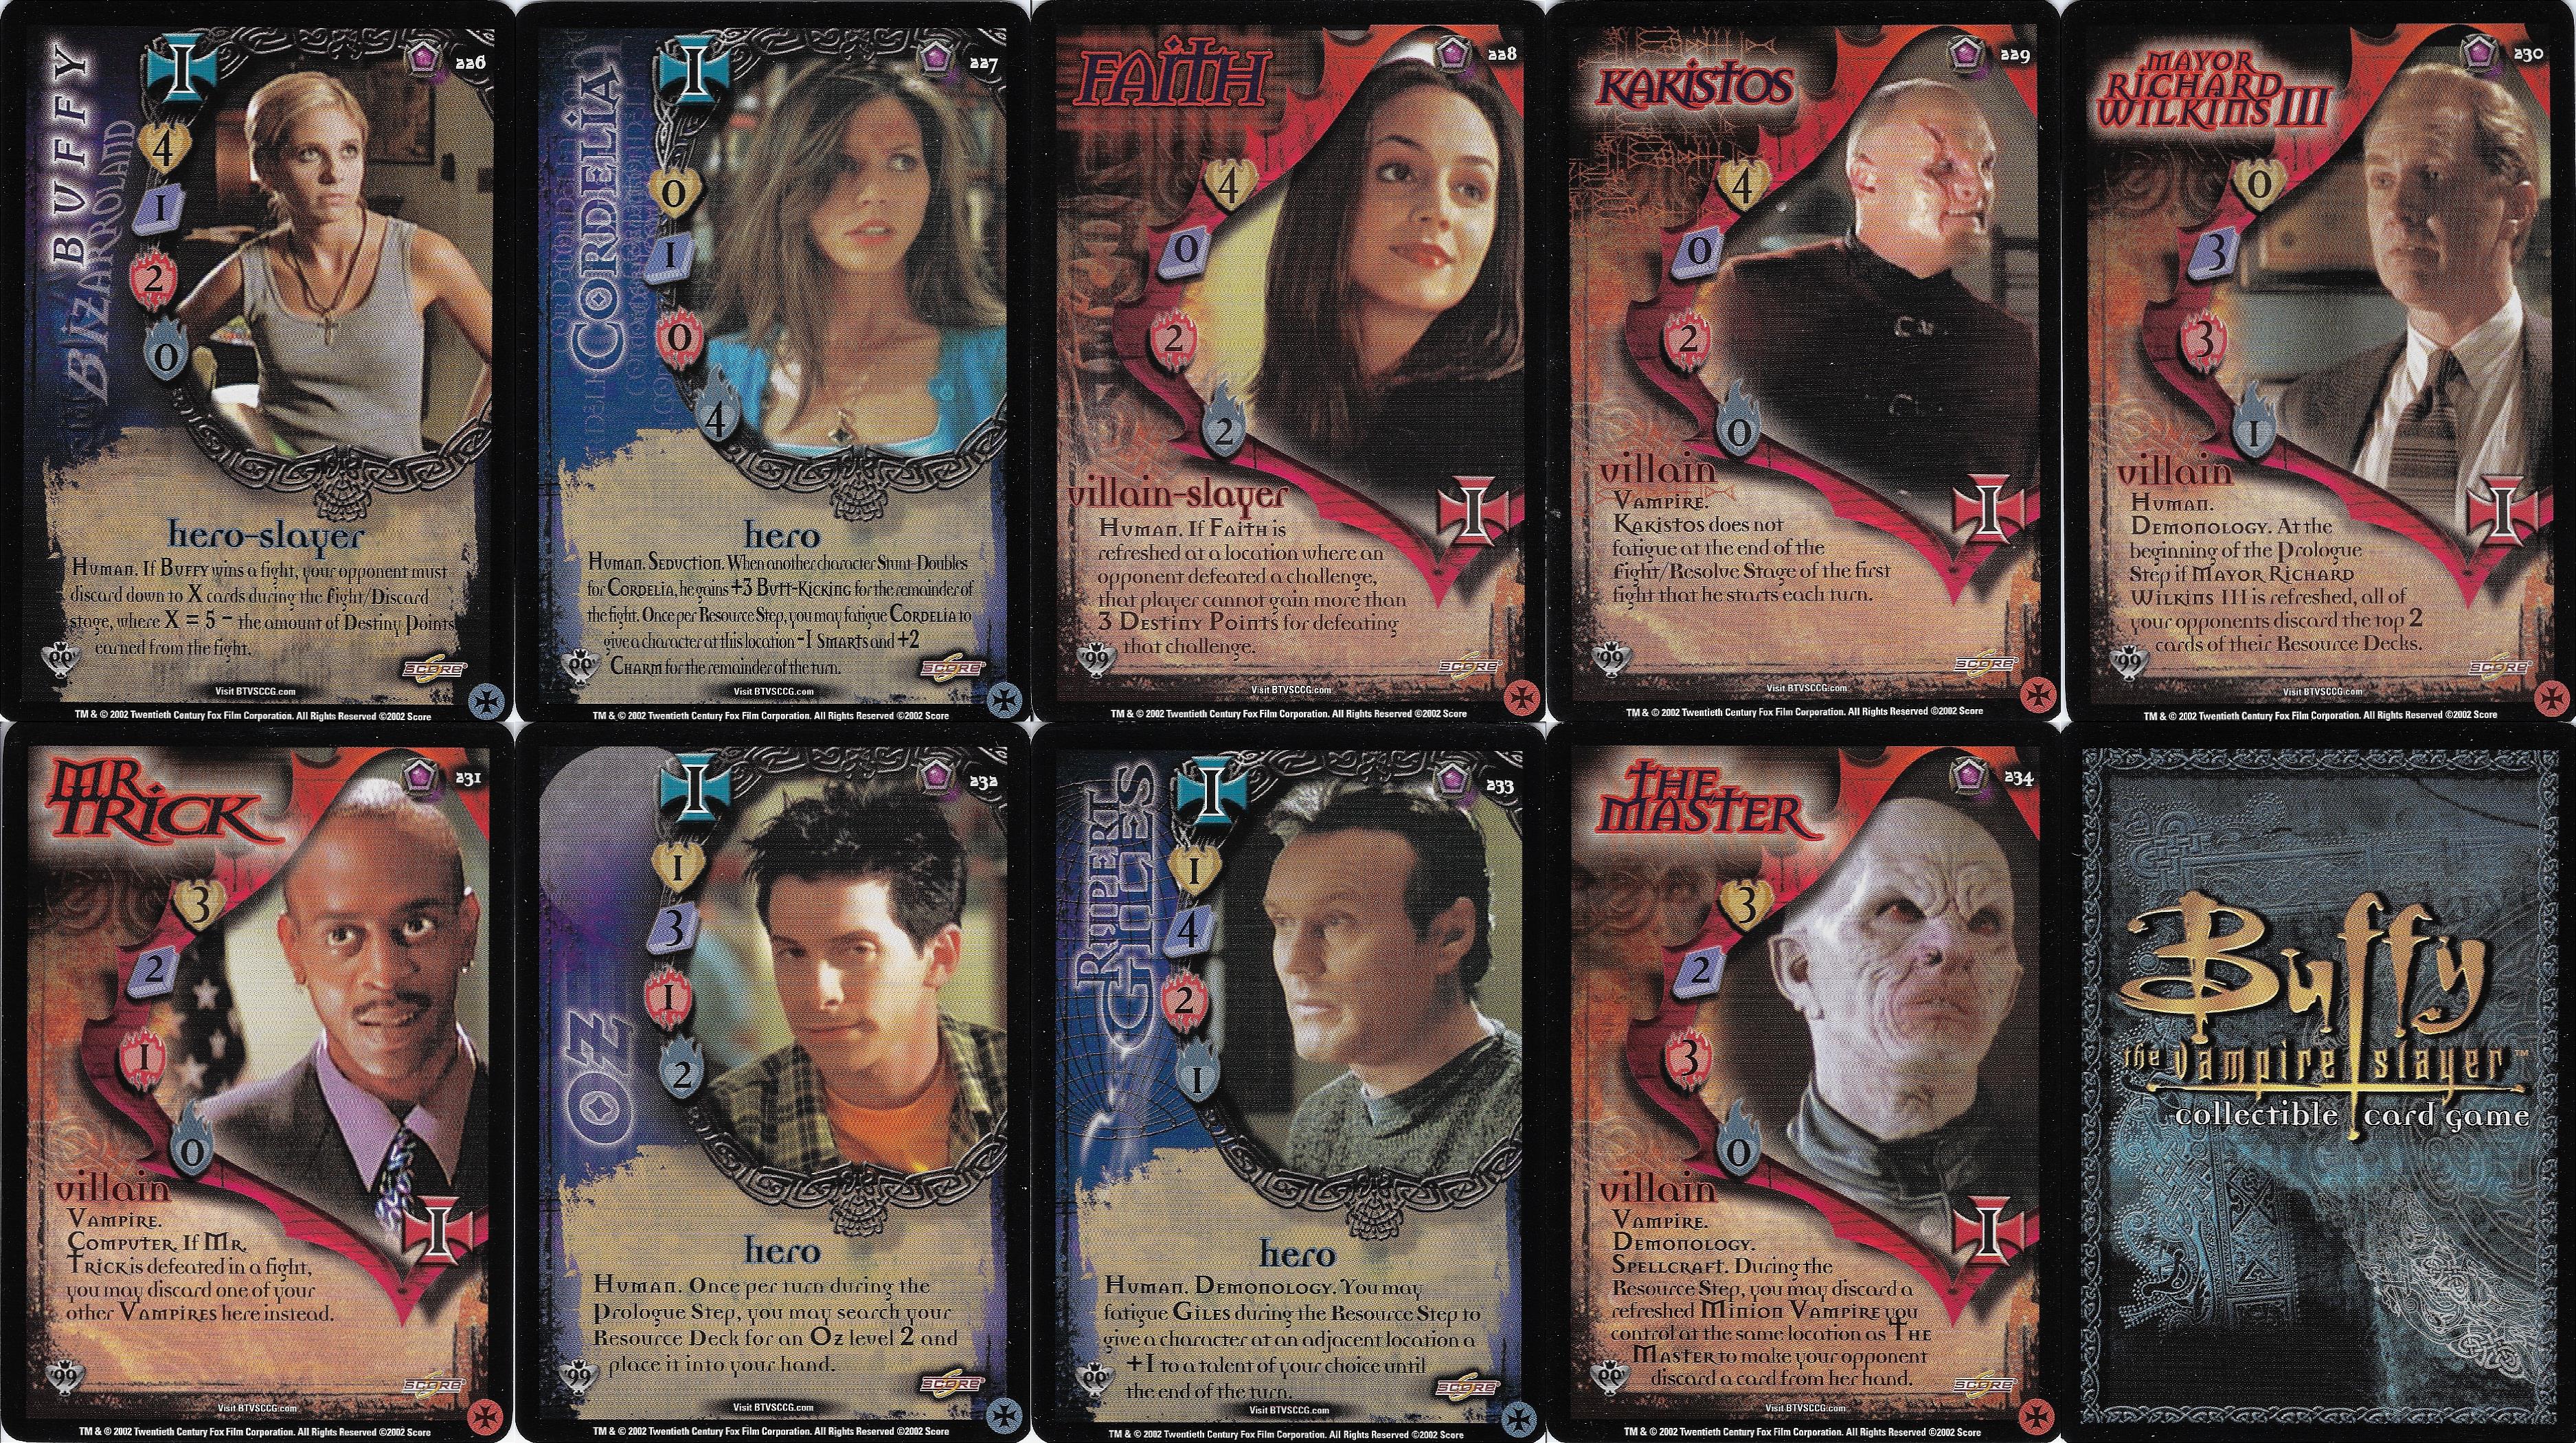 BUFFY
BIZARROLAND
I
226
4
1
2
0
hero-slayer
Human. If Buffy wins a fight, your opponent must
discard down to X cards during the Fight/Discard
stage, where X = 5 - the amount of Destiny Points
earned from the fight.
SCORE
Visit BTVSCCG.com
TM & © 2002 Twentieth Century Fox Film Corporation. All Rights Reserved ©2002 Score
CORDELIA
I
227
0
1
0
4
hero
Human. Seduction. When another character Stunt-Doubles
for Cordelia, he gains +3 Butt-Kicking for the remainder of
the fight. Once per Resource Step, you may fatigue Cordelia to
give a character at this location -1 Smarts and +2
Charm for the remainder of the turn.
SCORE
Visit BTVSCCG.com
TM & © 2002 Twentieth Century Fox Film Corporation. All Rights Reserved ©2002 Score
FAITH
228
4
0
2
2
villain-slayer
I
Human. If Faith is
refreshed at a location where an
opponent defeated a challenge,
that player cannot gain more than
3 Destiny Points for defeating
that challenge.
'99
SCORE
Visit BTVSCCG.com
TM & © 2002 Twentieth Century Fox Film Corporation. All Rights Reserved ©2002 Score
KAKISTOS
229
4
0
2
0
villain
I
Vampire.
Kakistos does not
fatigue at the end of the
Fight/Resolve Stage of the first
fight that he starts each turn.
'99
SCORE
Visit BTVSCCG.com
TM & © 2002 Twentieth Century Fox Film Corporation. All Rights Reserved ©2002 Score
MAYOR
RICHARD
WILKINS III
230
0
3
3
1
villain
I
Human.
Demonology. At the
beginning of the Prologue
Step if Mayor Richard
Wilkins III is refreshed, all of
your opponents discard the top 2
cards of their Resource Decks.
'99
SCORE
Visit BTVSCCG.com
TM & © 2002 Twentieth Century Fox Film Corporation. All Rights Reserved ©2002 Score
MR.
TRICK
231
3
2
1
0
villain
I
Vampire.
Computer. If Mr.
Trick is defeated in a fight,
you may discard one of your
other Vampires here instead.
'99
SCORE
Visit BTVSCCG.com
TM & © 2002 Twentieth Century Fox Film Corporation. All Rights Reserved ©2002 Score
OZ
I
232
1
3
1
2
hero
Human. Once per turn during the
Prologue Step, you may search your
Resource Deck for an Oz level 2 and
place it into your hand.
'99
SCORE
Visit BTVSCCG.com
TM & © 2002 Twentieth Century Fox Film Corporation. All Rights Reserved ©2002 Score
RUPERT
GILES
I
233
1
4
2
1
hero
Human. Demonology. You may
fatigue Giles during the Resource Step to
give a character at an adjacent location a
+1 to a talent of your choice until
the end of the turn.
SCORE
Visit BTVSCCG.com
TM & © 2002 Twentieth Century Fox Film Corporation. All Rights Reserved ©2002 Score
THE
MASTER
234
3
2
3
0
villain
I
Vampire.
Demonology.
Spellcraft. During the
Resource Step, you may discard a
refreshed Minion Vampire you
control at the same location as The
Master to make your opponent
discard a card from her hand.
SCORE
Visit BTVSCCG.com
TM & © 2002 Twentieth Century Fox Film Corporation. All Rights Reserved ©2002 Score
Buffy
the vampire slayer™
collectible card game